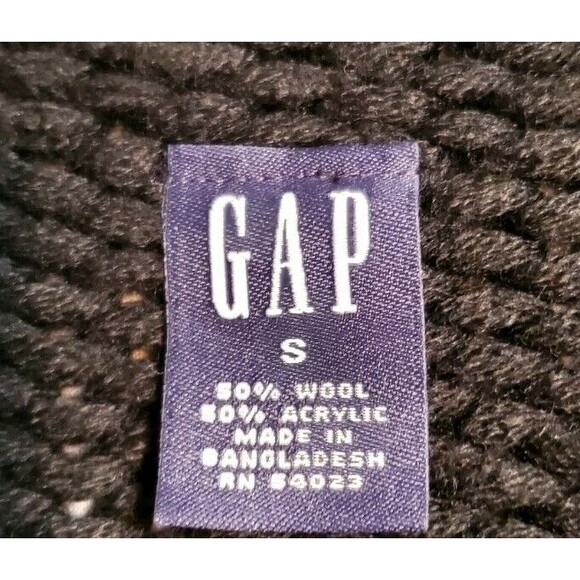 GAP
S
50% WOOL
50% ACRYLIC
MADE IN
BANGLADESH
RN 54023